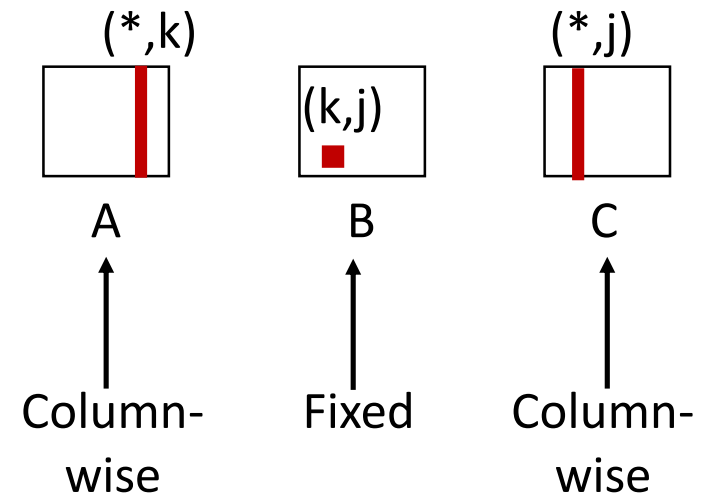 (*,k)
(*,j)
(k,j)
A
B
C
Column-
wise
Fixed
Column-
wise